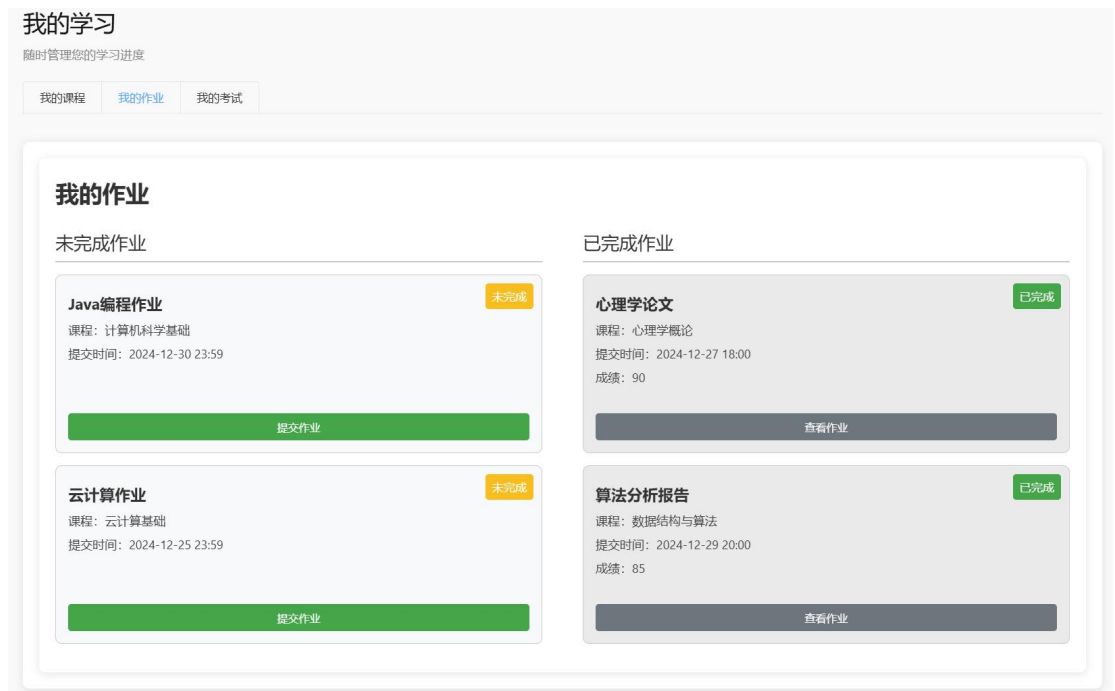 我的学习
随时管理您的学习进度
我的课程 我的作业 我的考试
我的作业
未完成作业
Java编程作业
未完成
课程：计算机科学基础
提交时间：2024-12-30 23:59
提交作业
云计算作业
未完成
课程：云计算基础
提交时间：2024-12-25 23:59
提交作业
已完成作业
心理学论文
已完成
课程：心理学概论
提交时间：2024-12-27 18:00
成绩：90
查看作业
算法分析报告
已完成
课程：数据结构与算法
提交时间：2024-12-29 20:00
成绩：85
查看作业